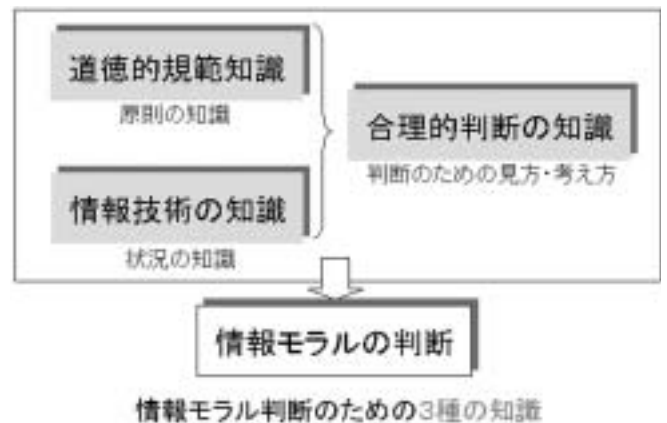 道徳的規範知識
原則の知識
情報技術の知識
状況の知識
合理的判断の知識
判断のための見方・考え方
情報モラルの判断
情報モラル判断のための3種の知識